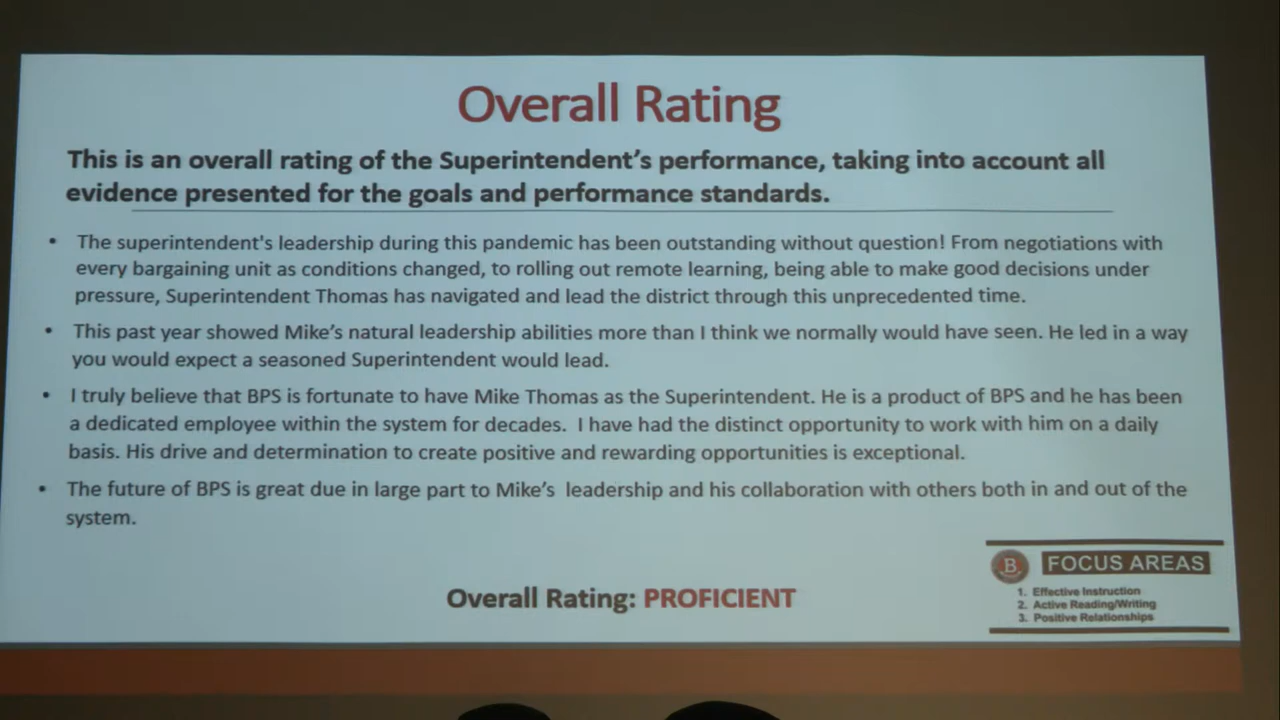 Overall Rating
This is an overall rating of the Superintendent's performance, taking into account all
evidence presented for the goals and performance standards.
• The superintendent's leadership during this pandemic has been outstanding without question! From negotiations with
every bargaining unit as conditions changed, to rolling out remote learning, being able to make good decisions under
pressure, Superintendent Thomas has navigated and lead the district through this unprecedented time.
• This past year showed Mike's natural leadership abilities more than I think we normally would have seen. He led in a way
you would expect a seasoned Superintendent would lead.
• I truly believe that BPS is fortunate to have Mike Thomas as the Superintendent. He is a product of BPS and he has been
a dedicated employee within the system for decades.  I have had the distinct opportunity to work with him on a daily
basis. His drive and determination to create positive and rewarding opportunities is exceptional.
• The future of BPS is great due in large part to Mike's  leadership and his collaboration with others both in and out of the
system.
B
FOCUS AREAS
1. Effective Instruction
2. Active Reading/Writing
3. Positive Relationships
Overall Rating: PROFICIENT